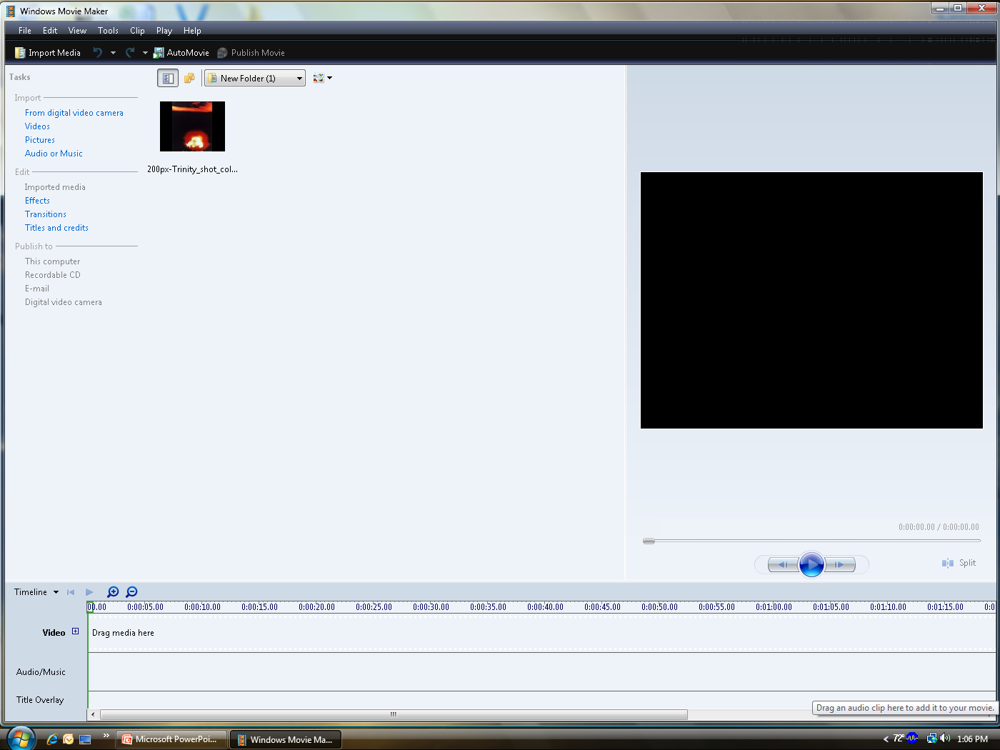 Windows Movie Maker
File Edit View Tools Clip Play Help
Import Media AutoMovie Publish Movie
Tasks
Import
From digital video camera
Videos
Pictures
Audio or Music
Edit
Imported media
Effects
Transitions
Titles and credits
Publish to
This computer
Recordable CD
E-mail
Digital video camera
New Folder (1)
200px-Trinity_shot_col...
0:00:00.00 / 0:00:00.00
Split
Timeline
00.00 0:00:05.00 0:00:10.00 0:00:15.00 0:00:20.00 0:00:25.00 0:00:30.00 0:00:35.00 0:00:40.00 0:00:45.00 0:00:50.00 0:00:55.00 0:01:00.00 0:01:05.00 0:01:10.00 0:01:15.00 0:0
Video Drag media here
Audio/Music
Title Overlay
Drag an audio clip here to add it to your movie.
Microsoft PowerPoi... Windows Movie Ma... 72° 1:06 PM